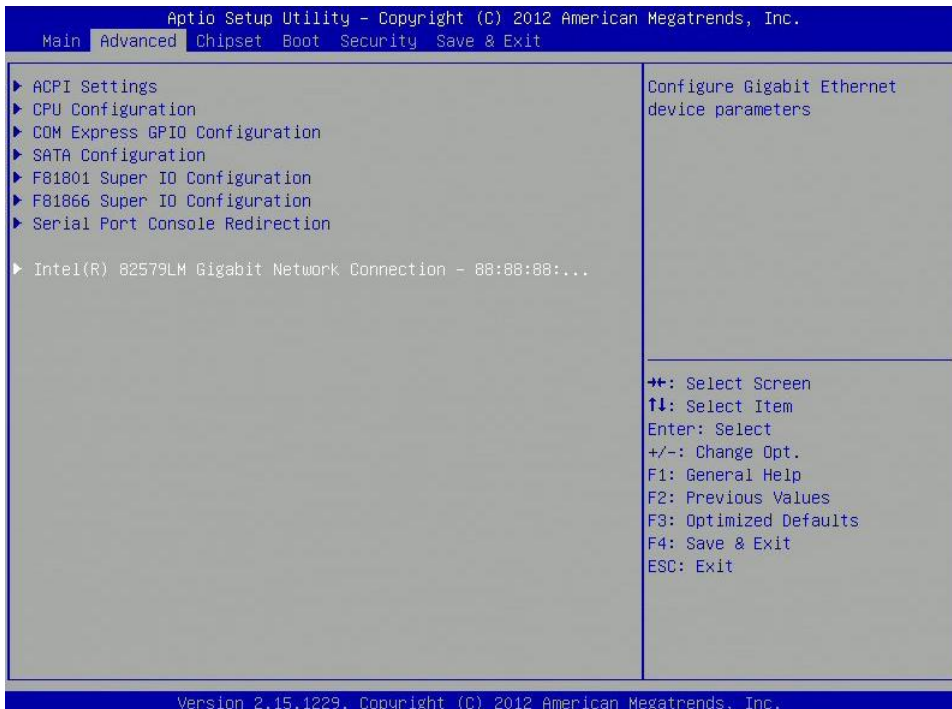 Aptio Setup Utility – Copyright (C) 2012 American Megatrends, Inc.
Main Advanced Chipset Boot Security Save & Exit
▶ ACPI Settings
▶ CPU Configuration
▶ COM Express GPIO Configuration
▶ SATA Configuration
▶ F81801 Super IO Configuration
▶ F81866 Super IO Configuration
▶ Serial Port Console Redirection
▶ Intel(R) 82579LM Gigabit Network Connection – 88:88:88:...
Configure Gigabit Ethernet
device parameters
→←: Select Screen
↑↓: Select Item
Enter: Select
+/-: Change Opt.
F1: General Help
F2: Previous Values
F3: Optimized Defaults
F4: Save & Exit
ESC: Exit
Version 2.15.1229. Copyright (C) 2012 American Megatrends, Inc.